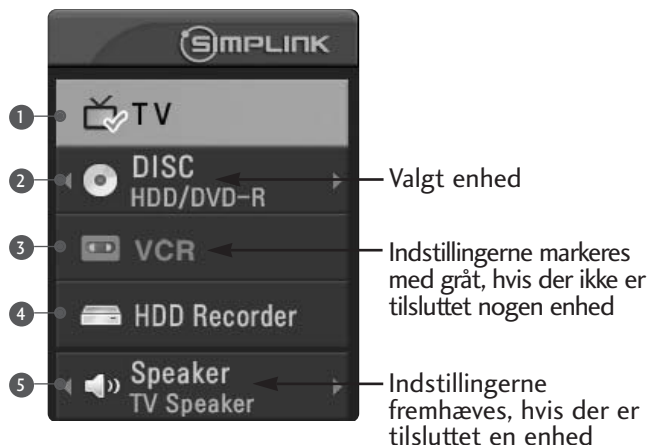 SIMPLINK
1 TV
2 DISC
HDD/DVD-R
Valgt enhed
3 VCR
Indstillingerne markeres
med gråt, hvis der ikke er
tilsluttet nogen enhed
4 HDD Recorder
5 Speaker
TV Speaker
Indstillingerne
fremhæves, hvis der er
tilsluttet en enhed